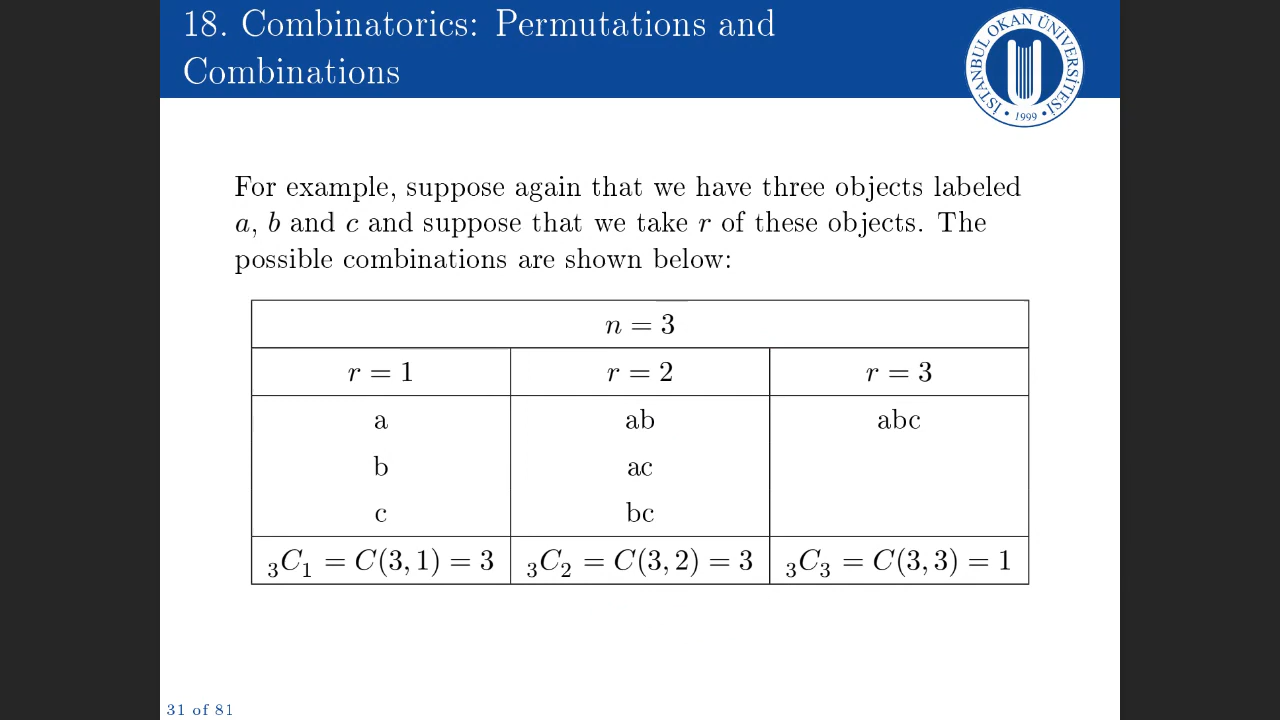 18. Combinatorics: Permutations and
Combinations
İSTANBUL OKAN ÜNİVERSİTESİ
• 1999 •
For example, suppose again that we have three objects labeled
a, b and c and suppose that we take r of these objects. The
possible combinations are shown below:
n = 3
r = 1 r = 2 r = 3
a ab abc
b ac
c bc
₃C₁ = C(3, 1) = 3 ₃C₂ = C(3, 2) = 3 ₃C₃ = C(3, 3) = 1
31 of 81